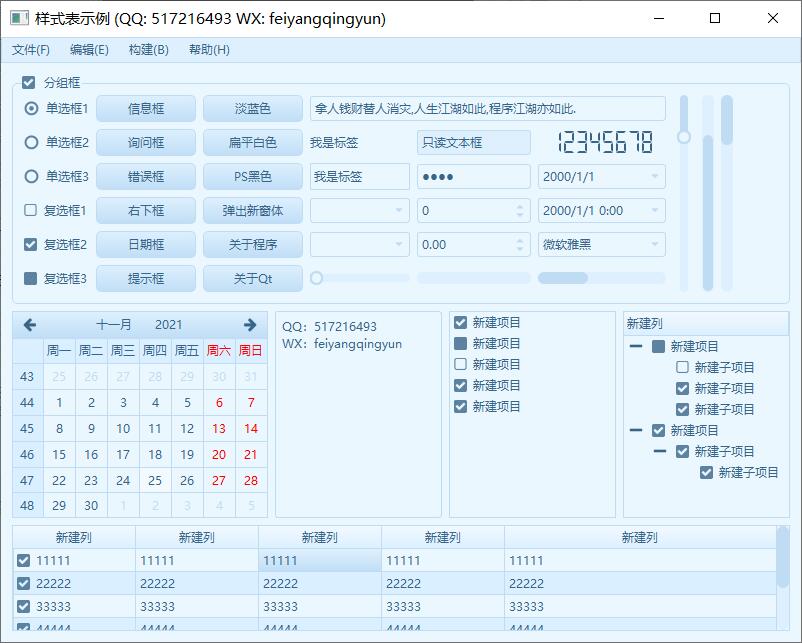 样式表示例 (QQ: 517216493 WX: feiyangqingyun)
文件(F) 编辑(E) 构建(B) 帮助(H)
分组框
单选框1 信息框 淡蓝色 拿人钱财替人消灾,人生江湖如此,程序江湖亦如此.
单选框2 询问框 扁平白色 我是标签 只读文本框 12345678
单选框3 错误框 PS黑色 我是标签 ●●●● 2000/1/1
复选框1 右下框 弹出新窗体 0 2000/1/1 0:00
复选框2 日期框 关于程序 0.00 微软雅黑
复选框3 提示框 关于Qt
十一月 2021
周一 周二 周三 周四 周五 周六 周日
43 25 26 27 28 29 30 31
44 1 2 3 4 5 6 7
45 8 9 10 11 12 13 14
46 15 16 17 18 19 20 21
47 22 23 24 25 26 27 28
48 29 30 1 2 3 4 5
QQ: 517216493
WX: feiyangqingyun
新建项目
新建项目
新建项目
新建项目
新建项目
新建列
新建项目
新建子项目
新建子项目
新建子项目
新建项目
新建子项目
新建子项目
新建列 新建列 新建列 新建列 新建列
11111 11111 11111 11111 11111
22222 22222 22222 22222 22222
33333 33333 33333 33333 33333
44444 44444 44444 44444 44444